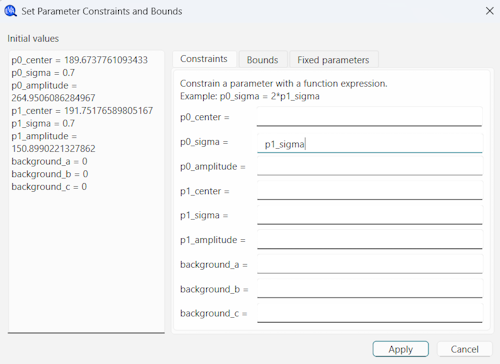 Set Parameter Constraints and Bounds
Initial values
p0_center = 189.6737761093433
p0_sigma = 0.7
p0_amplitude =
264.9506086284967
p1_center = 191.75176589805167
p1_sigma = 0.7
p1_amplitude =
150.8990221327862
background_a = 0
background_b = 0
background_c = 0
Constraints
Bounds
Fixed parameters
Constrain a parameter with a function expression.
Example: p0_sigma = 2*p1_sigma
p0_center =
p0_sigma = p1_sigma
p0_amplitude =
p1_center =
p1_sigma =
p1_amplitude =
background_a =
background_b =
background_c =
Apply
Cancel